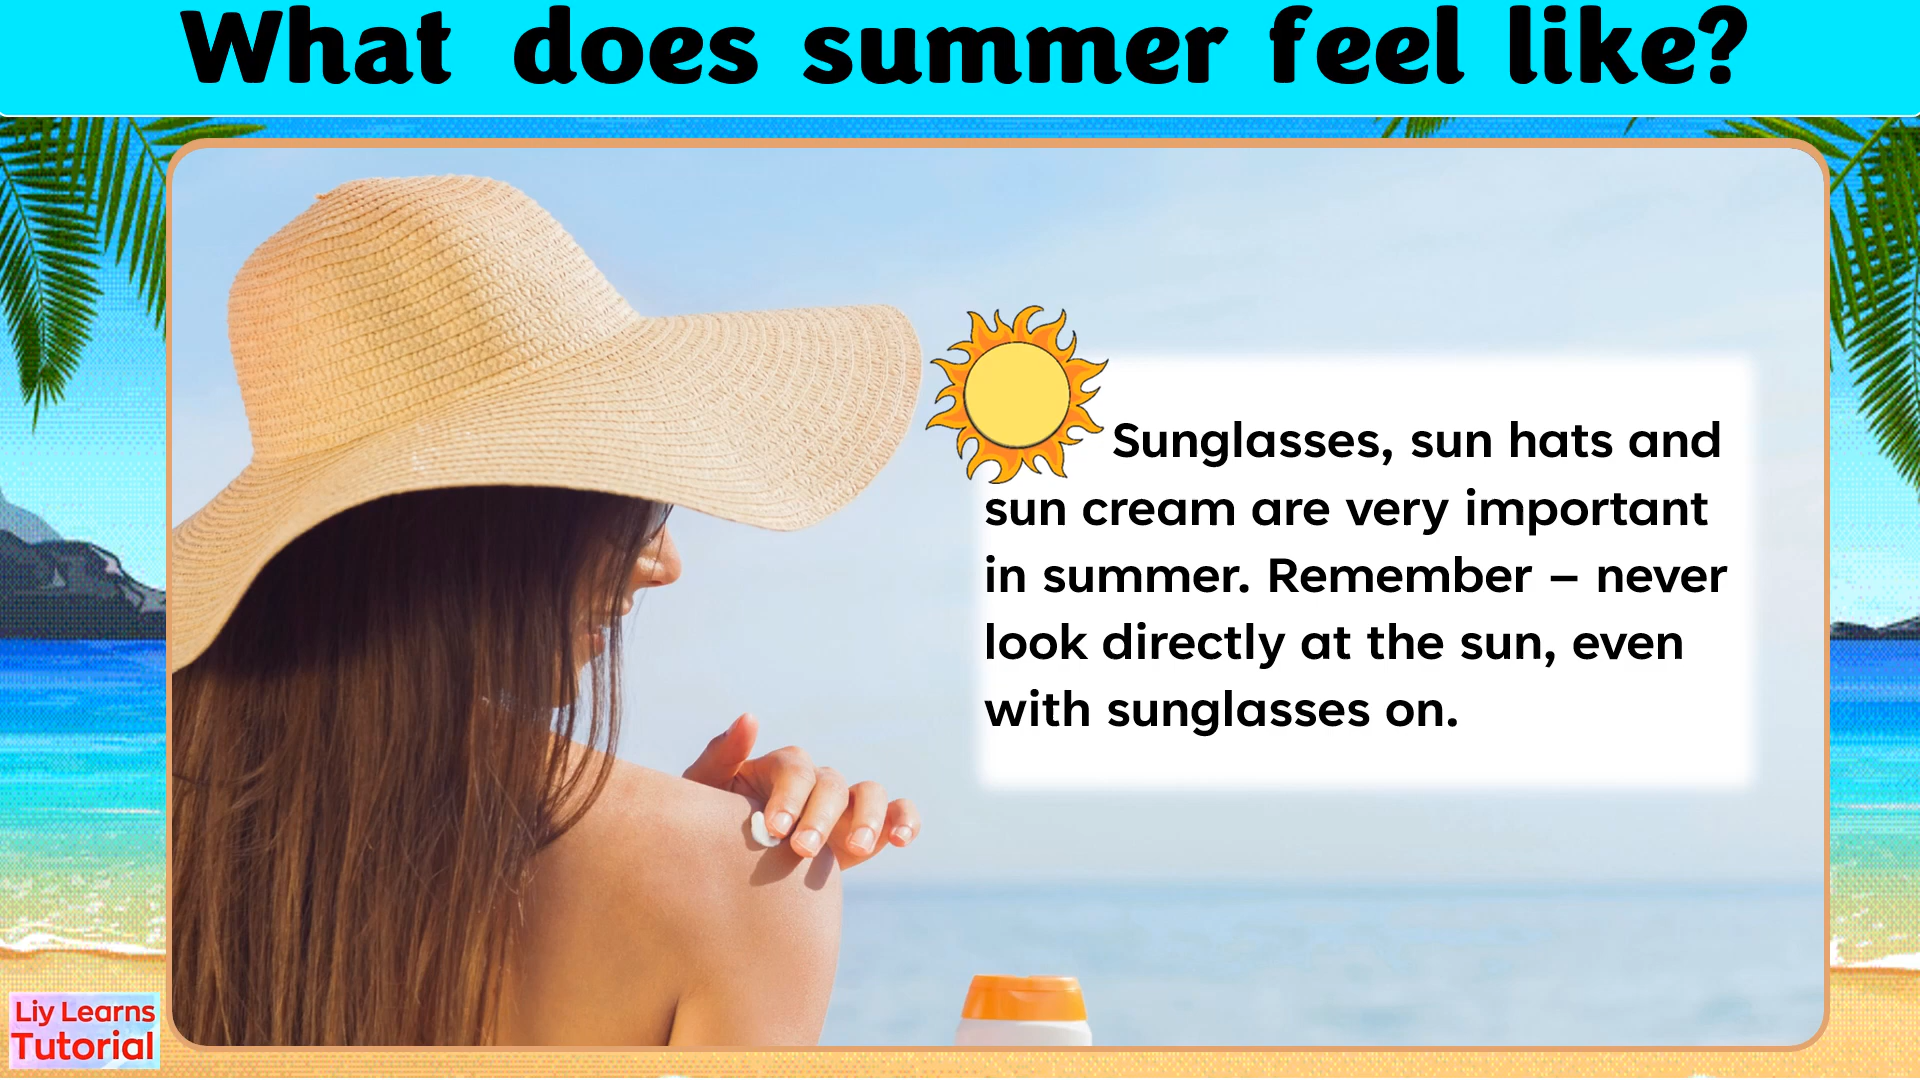 What does summer feel like?
Sunglasses, sun hats and
sun cream are very important
in summer. Remember – never
look directly at the sun, even
with sunglasses on.
Liy Learns
Tutorial